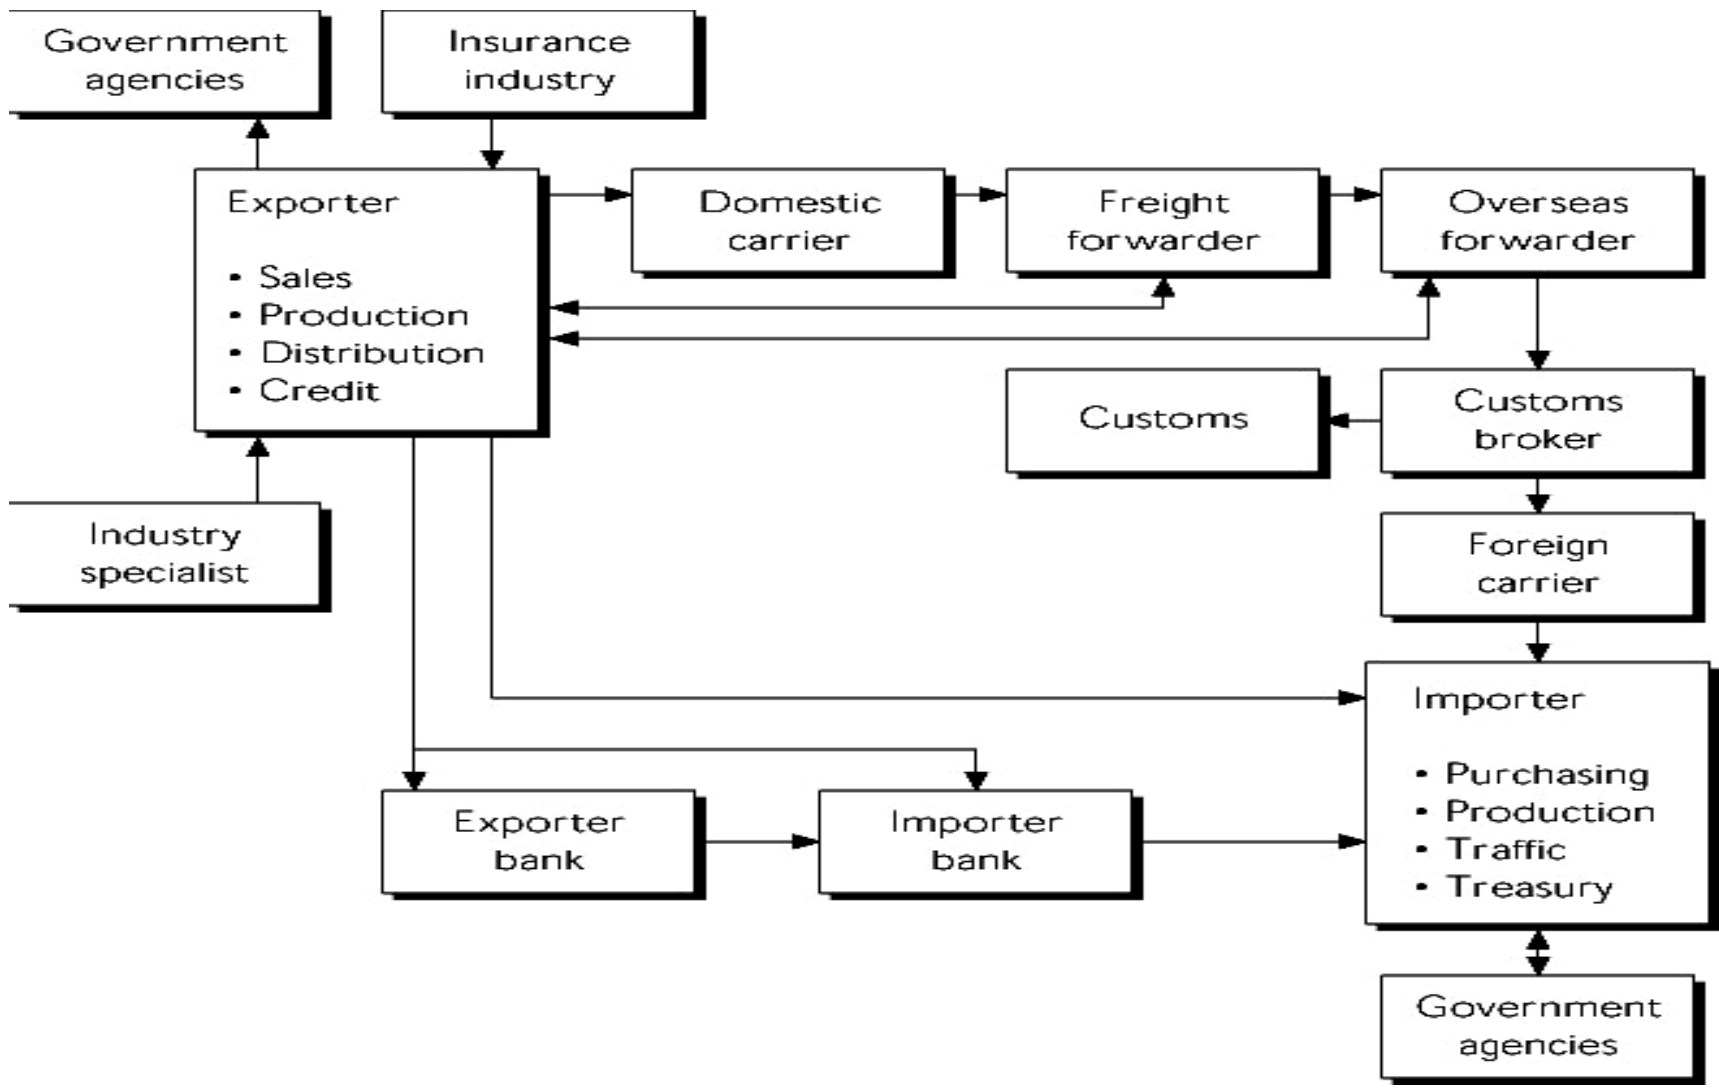 Government
agencies
Insurance
industry
Exporter
• Sales
• Production
• Distribution
• Credit
Domestic
carrier
Freight
forwarder
Overseas
forwarder
Customs
Customs
broker
Industry
specialist
Foreign
carrier
Importer
• Purchasing
• Production
• Traffic
• Treasury
Exporter
bank
Importer
bank
Government
agencies